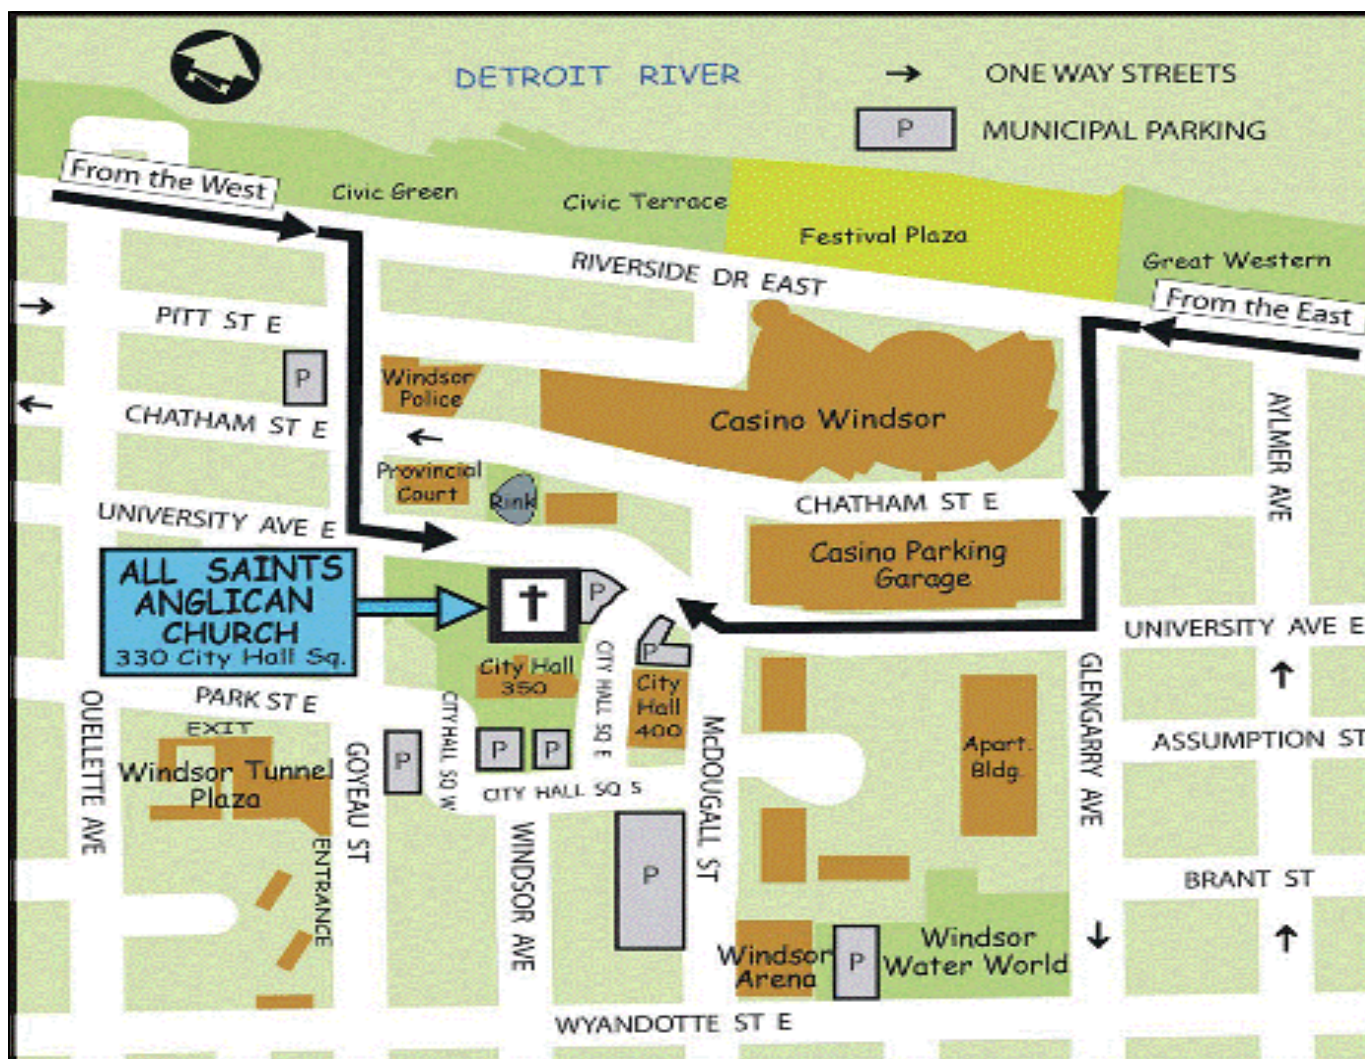 DETROIT RIVER
ONE WAY STREETS
P
MUNICIPAL PARKING
From the West
Civic Green
Civic Terrace
Festival Plaza
Great Western
RIVERSIDE DR EAST
From the East
PITT ST E
P
Windsor
Police
CHATHAM ST E
Casino Windsor
AYLMER AVE
Provincial
Court
Rink
CHATHAM ST E
UNIVERSITY AVE E
Casino Parking
Garage
ALL SAINTS
ANGLICAN
CHURCH
330 City Hall Sq.
P
UNIVERSITY AVE E
P
City Hall
350
CITY HALL SQ E
City
Hall
400
PARK ST E
OUELLETTE AVE
EXIT
Windsor Tunnel
Plaza
GOYEAU ST
P
CITYHALL SQ W
P
P
CITY HALL SQ S
McDOUGALL ST
Apart.
Bldg.
GLENGARRY AVE
ASSUMPTION ST
ENTRANCE
WINDSOR AVE
P
BRANT ST
Windsor
Arena
P
Windsor
Water World
WYANDOTTE ST E